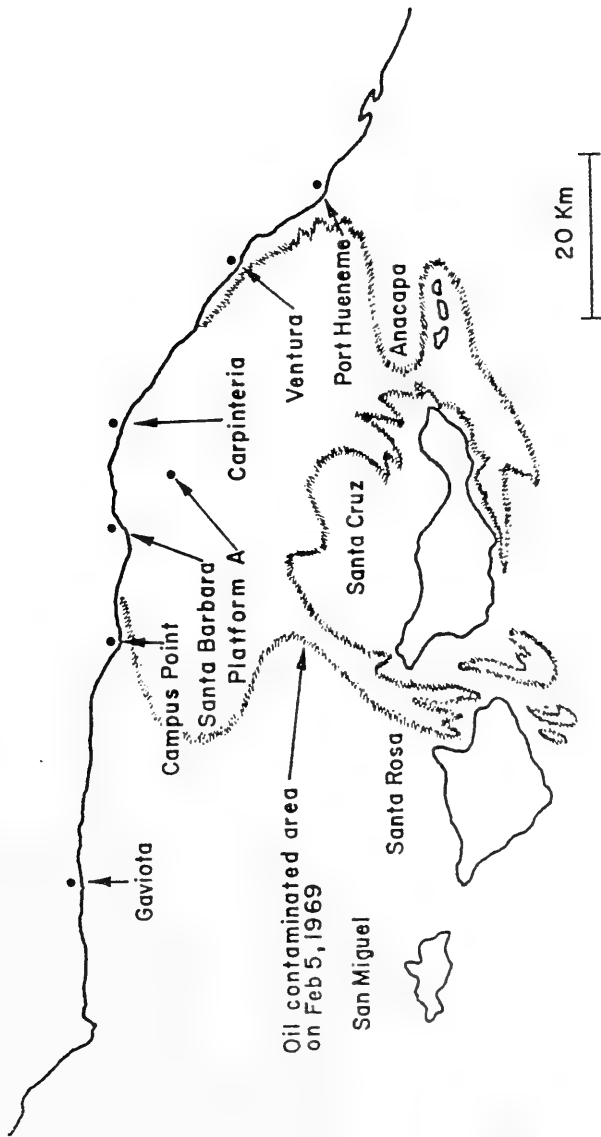 Gaviota
Campus Point
Santa Barbara
Platform A
Carpinteria
Ventura
Port Hueneme
Anacapa
Santa Cruz
Oil contaminated area
on Feb 5, 1969
San Miguel
Santa Rosa
20 Km